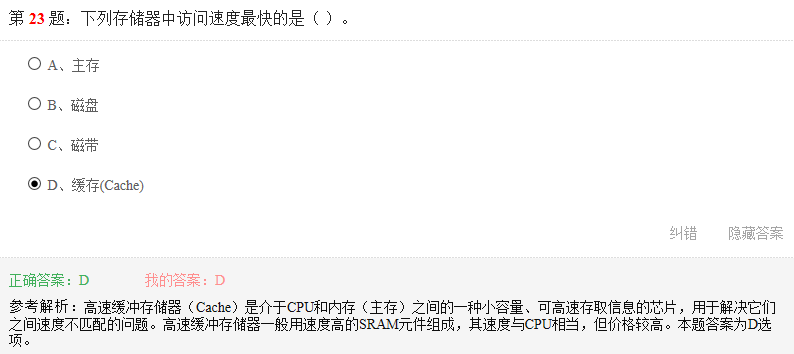 第 23 题：下列存储器中访问速度最快的是（ ）。
A、主存
B、磁盘
C、磁带
D、缓存(Cache)
纠错 隐藏答案
正确答案：D 我的答案：D
参考解析：高速缓冲存储器（Cache）是介于CPU和内存（主存）之间的一种小容量、可高速存取信息的芯片，用于解决它们
之间速度不匹配的问题。高速缓冲存储器一般用速度高的SRAM元件组成，其速度与CPU相当，但价格较高。本题答案为D选
项。